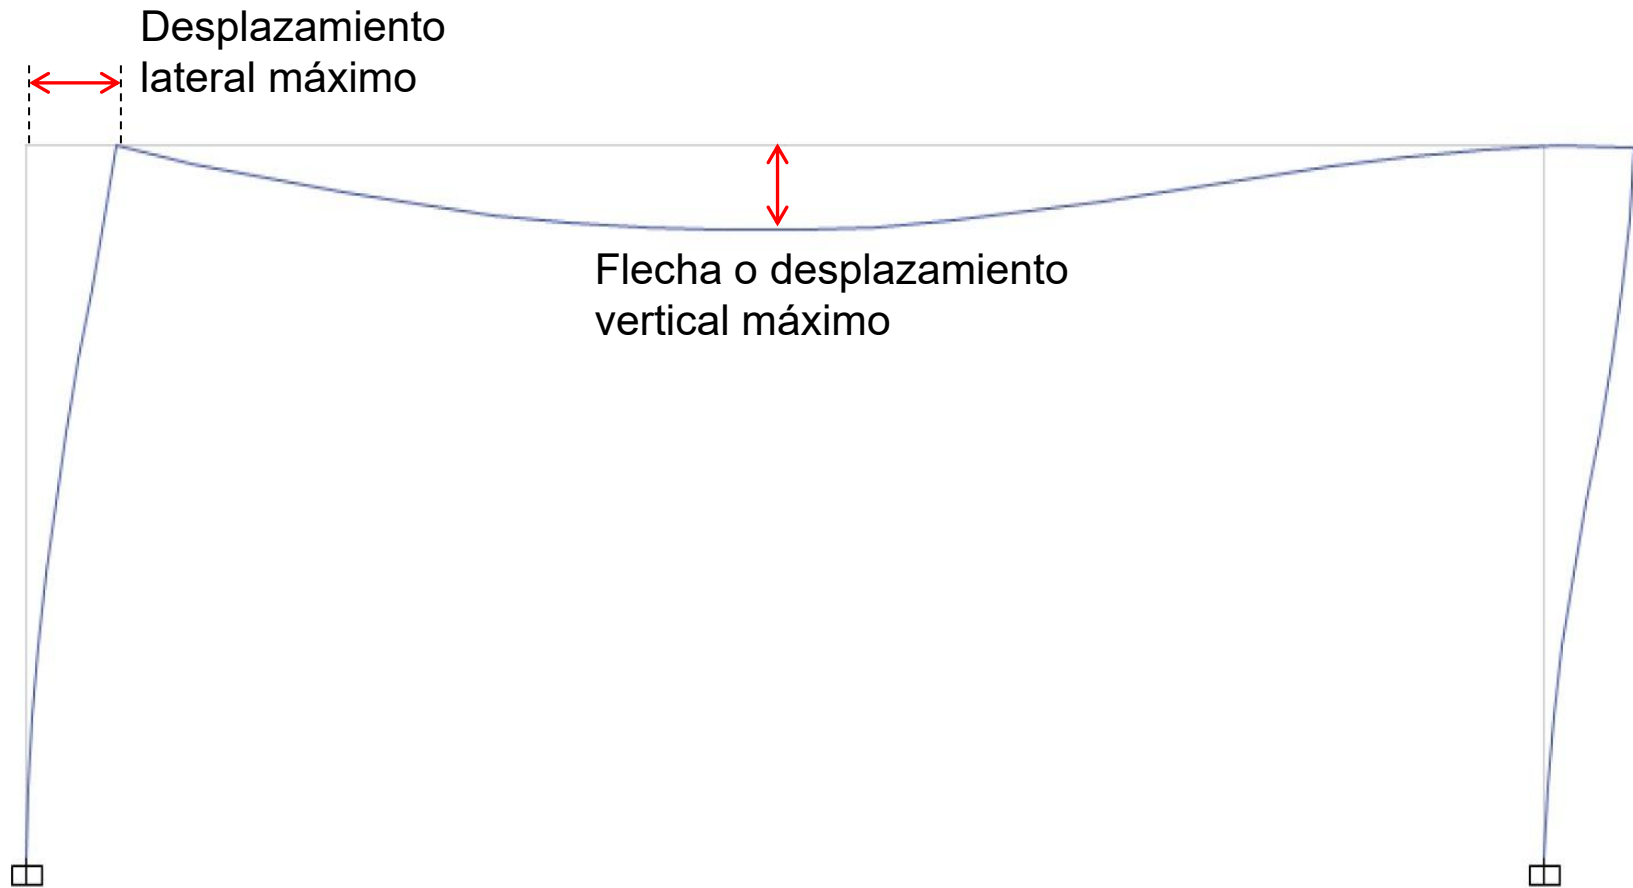 Desplazamiento
lateral máximo
Flecha o desplazamiento
vertical máximo